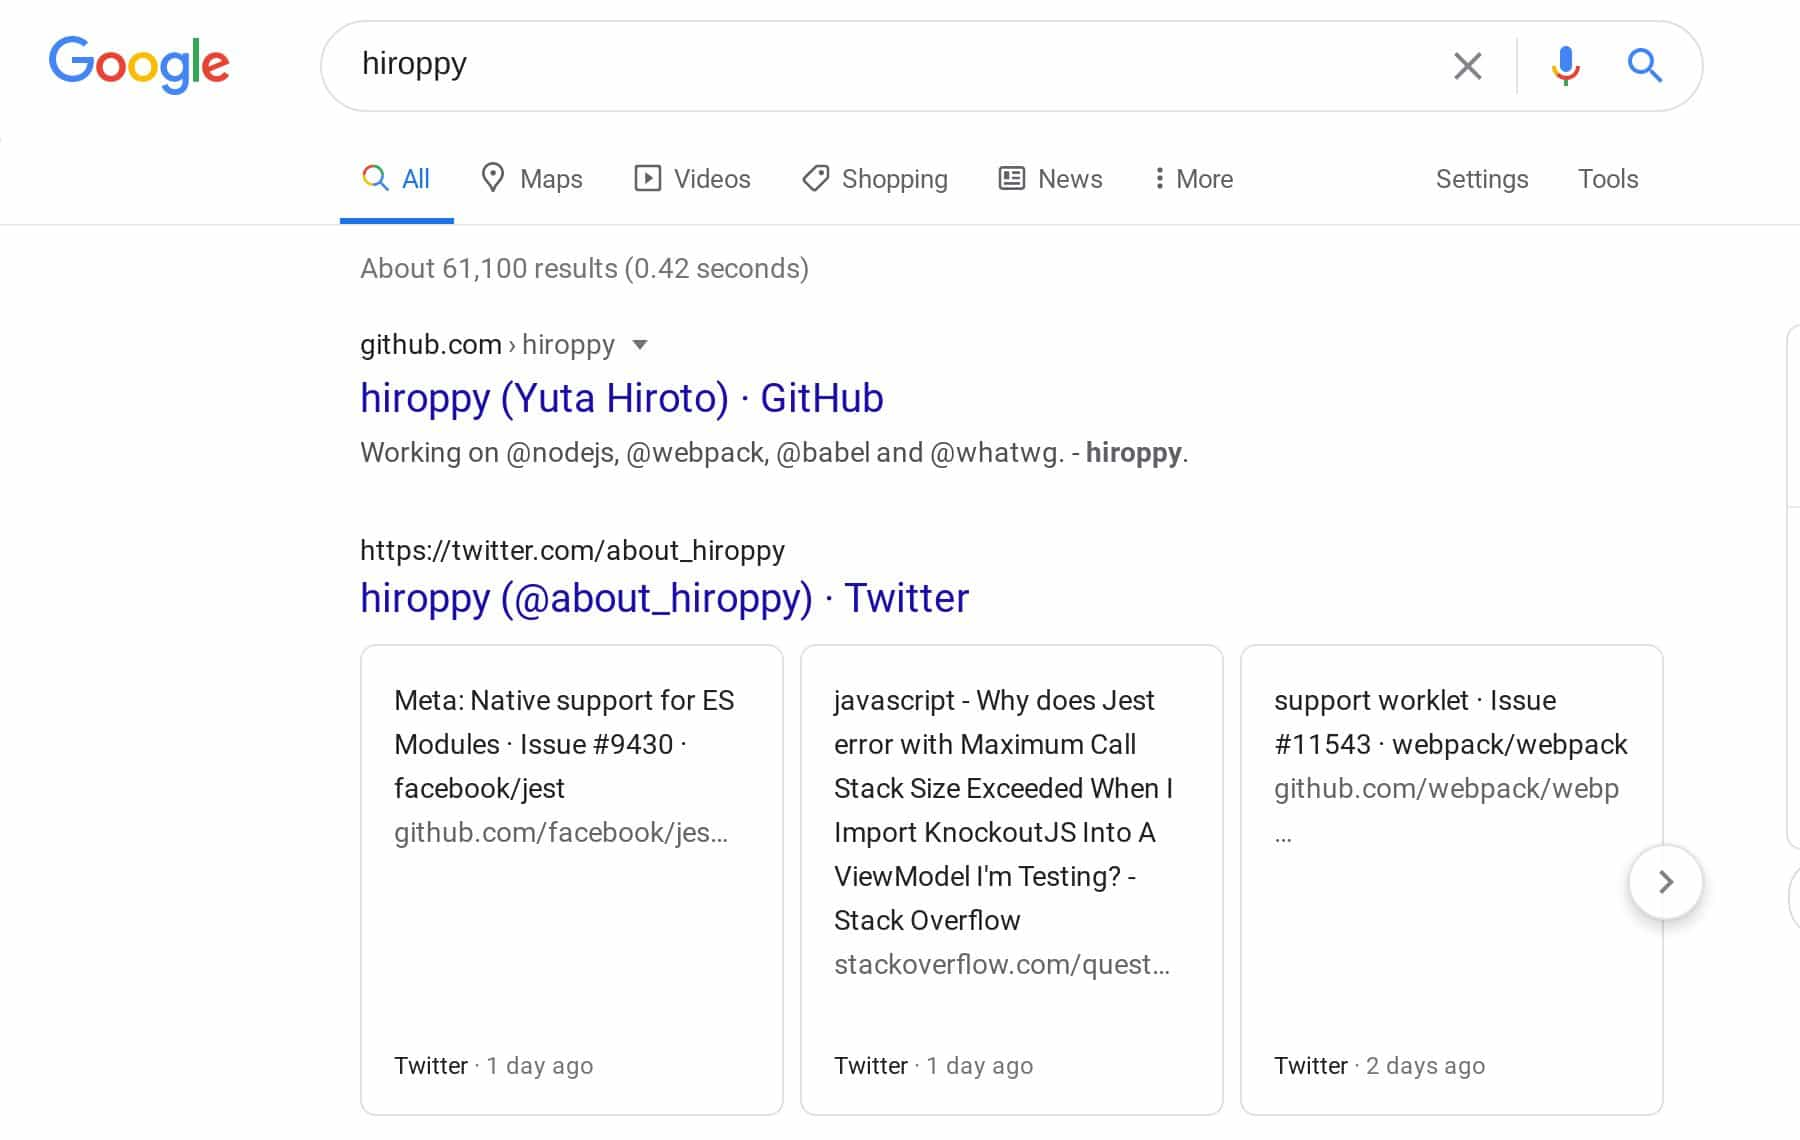 Google
hiroppy
All
Maps
Videos
Shopping
News
More
Settings
Tools
About 61,100 results (0.42 seconds)
github.com › hiroppy
hiroppy (Yuta Hiroto) · GitHub
Working on @nodejs, @webpack, @babel and @whatwg. - hiroppy.
https://twitter.com/about_hiroppy
hiroppy (@about_hiroppy) · Twitter
Meta: Native support for ES
Modules · Issue #9430 ·
facebook/jest
github.com/facebook/jes...
Twitter · 1 day ago
javascript - Why does Jest
error with Maximum Call
Stack Size Exceeded When I
Import KnockoutJS Into A
ViewModel I'm Testing? -
Stack Overflow
stackoverflow.com/quest...
Twitter · 1 day ago
support worklet · Issue
#11543 · webpack/webpack
github.com/webpack/webp
...
Twitter · 2 days ago